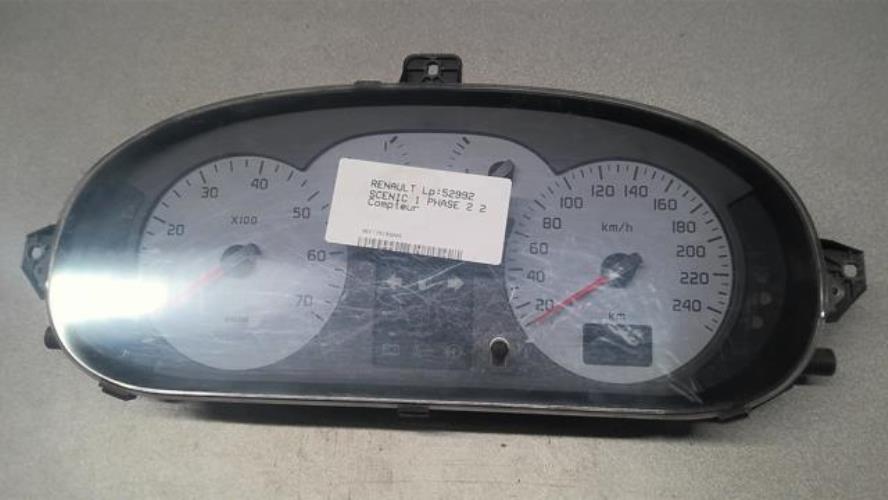 RENAULT Lp:52992
SCENIC 1 PHASE 2 2
Compteur
30 40
20 X100 50
60
70
120 140
100 160
80 km/h 180
60 200
40 220
20 240
km